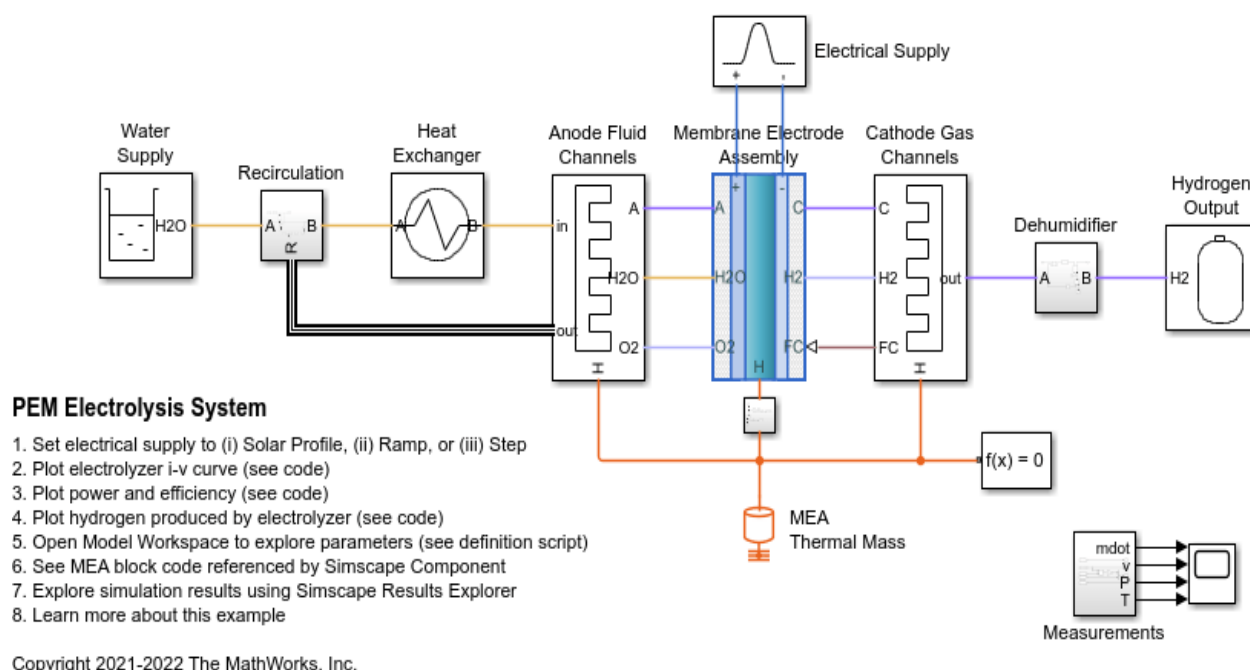 Electrical Supply
+ -
Water
Supply
Recirculation
Heat
Exchanger
Anode Fluid
Channels
Membrane Electrode
Assembly
Cathode Gas
Channels
Dehumidifier
Hydrogen
Output
H2O
A B
R
A B
in
out
A
H2O
O2
H
+ -
A
H2O
O2
C
H2
FC
H
C
H2
FC
out
H
A B
H2
f(x) = 0
MEA
Thermal Mass
PEM Electrolysis System
1. Set electrical supply to (i) Solar Profile, (ii) Ramp, or (iii) Step
2. Plot electrolyzer i-v curve (see code)
3. Plot power and efficiency (see code)
4. Plot hydrogen produced by electrolyzer (see code)
5. Open Model Workspace to explore parameters (see definition script)
6. See MEA block code referenced by Simscape Component
7. Explore simulation results using Simscape Results Explorer
8. Learn more about this example
mdot
v
P
T
Measurements
Copyright 2021-2022 The MathWorks, Inc.